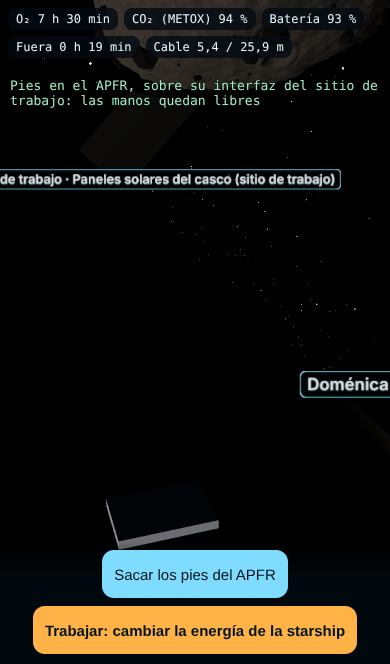 O₂ 7 h 30 min
CO₂ (METOX) 94 %
Batería 93 %
Fuera 0 h 19 min
Cable 5,4 / 25,9 m
Pies en el APFR, sobre su interfaz del sitio de
trabajo: las manos quedan libres
de trabajo · Paneles solares del casco (sitio de trabajo)
Doménica
Sacar los pies del APFR
Trabajar: cambiar la energía de la starship